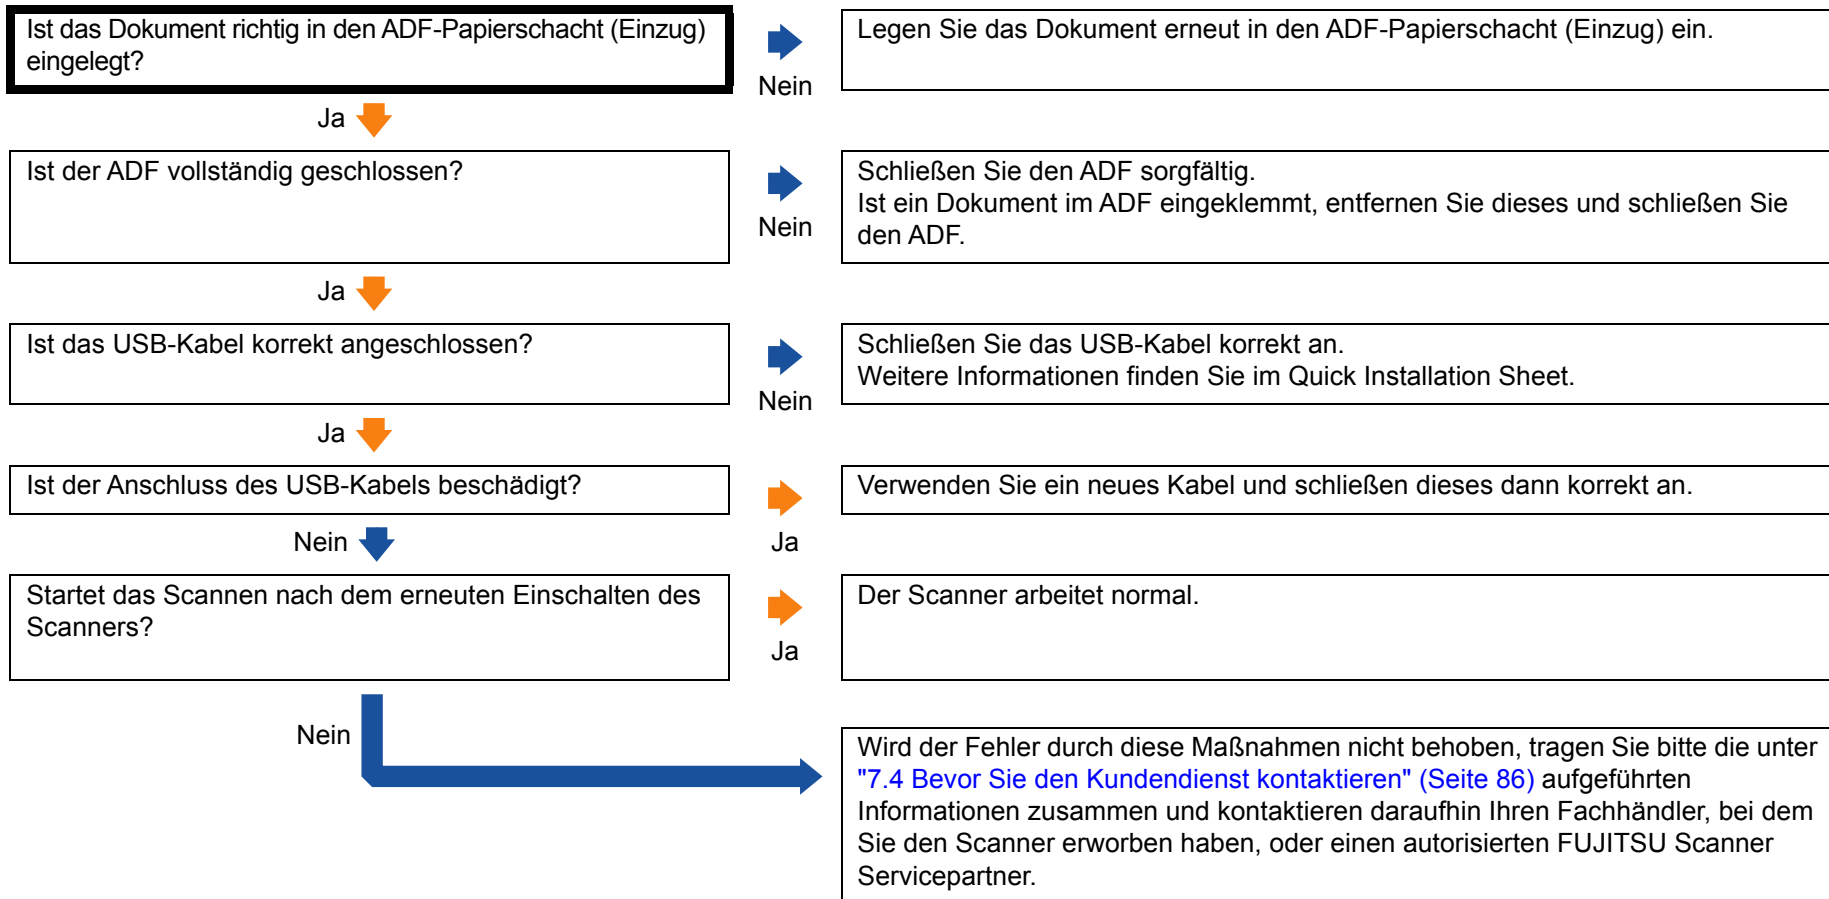 Ist das Dokument richtig in den ADF-Papierschacht (Einzug)
eingelegt?
Nein
Legen Sie das Dokument erneut in den ADF-Papierschacht (Einzug) ein.
Ja
Ist der ADF vollständig geschlossen?
Nein
Schließen Sie den ADF sorgfältig.
Ist ein Dokument im ADF eingeklemmt, entfernen Sie dieses und schließen Sie
den ADF.
Ja
Ist das USB-Kabel korrekt angeschlossen?
Nein
Schließen Sie das USB-Kabel korrekt an.
Weitere Informationen finden Sie im Quick Installation Sheet.
Ja
Ist der Anschluss des USB-Kabels beschädigt?
Ja
Verwenden Sie ein neues Kabel und schließen dieses dann korrekt an.
Nein
Startet das Scannen nach dem erneuten Einschalten des
Scanners?
Ja
Der Scanner arbeitet normal.
Nein
Wird der Fehler durch diese Maßnahmen nicht behoben, tragen Sie bitte die unter
"7.4 Bevor Sie den Kundendienst kontaktieren" (Seite 86) aufgeführten
Informationen zusammen und kontaktieren daraufhin Ihren Fachhändler, bei dem
Sie den Scanner erworben haben, oder einen autorisierten FUJITSU Scanner
Servicepartner.